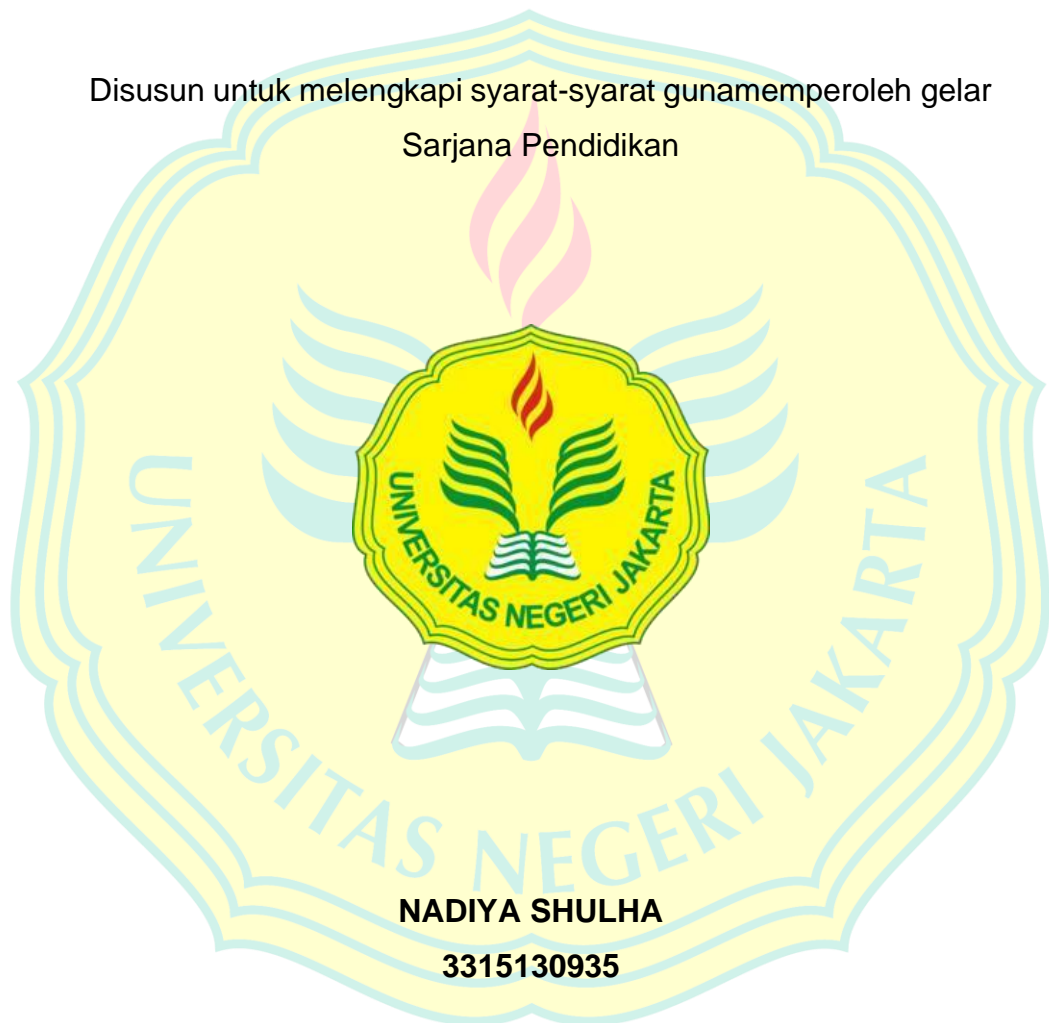 Disusun untuk melengkapi syarat-syarat gunamemperoleh gelar
Sarjana Pendidikan
UNIVERSITAS NEGERI JAKARTA
UNIVERSITAS NEGERI JAKARTA
NADIYA SHULHA
3315130935